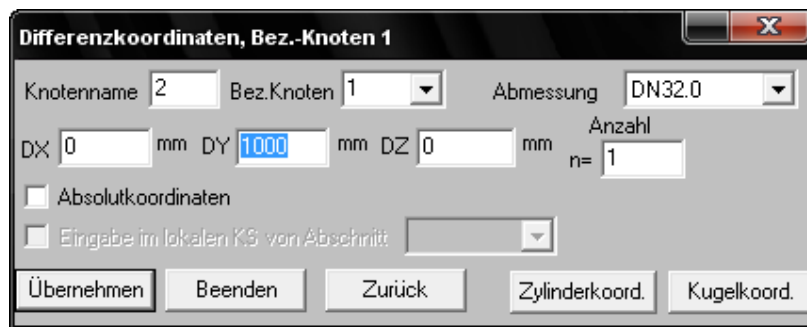 Differenzkoordinaten, Bez.-Knoten 1
Knotenname 2 Bez.Knoten 1 Abmessung DN32.0
Anzahl
DX 0 mm DY 1000 mm DZ 0 mm n= 1
Absolutkoordinaten
Eingabe im lokalen KS von Abschnitt
Übernehmen Beenden Zurück Zylinderkoord. Kugelkoord.